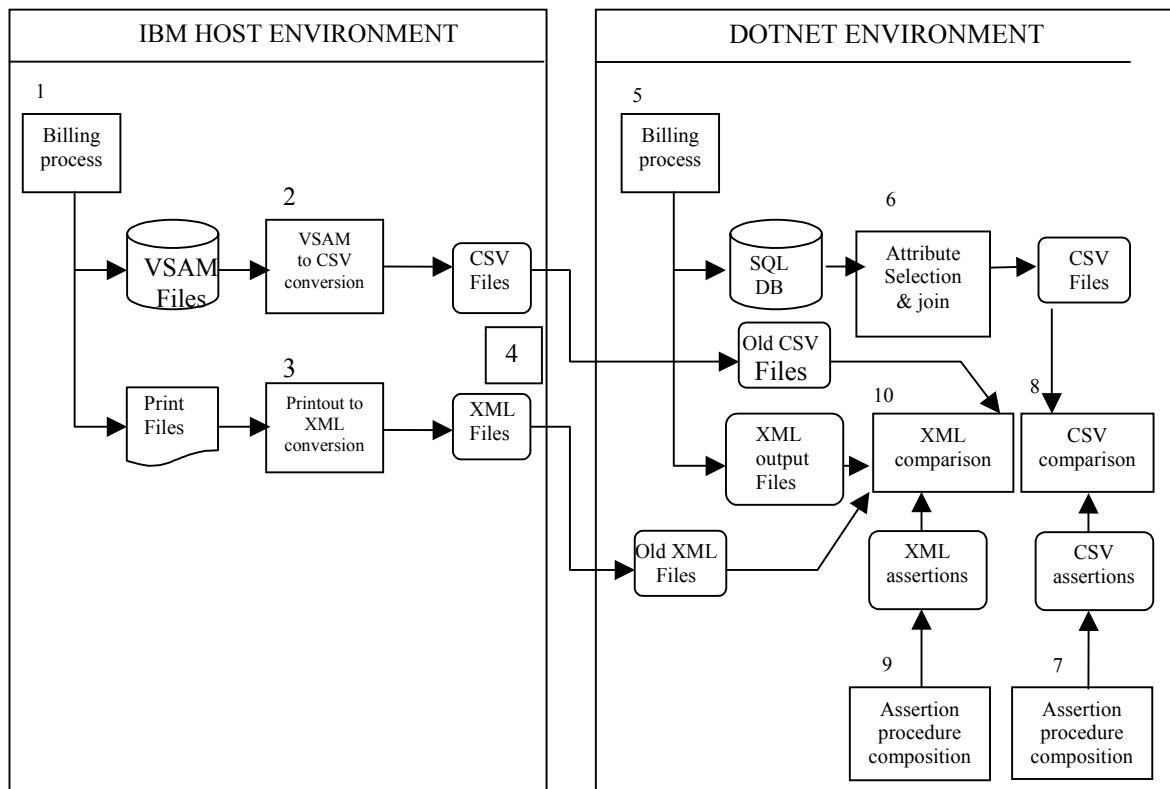 IBM HOST ENVIRONMENT
1
Billing
process
2
VSAM
Files
VSAM
to CSV
conversion
CSV
Files
4
3
Print
Files
Printout to
XML
conversion
XML
Files
DOTNET ENVIRONMENT
5
Billing
process
6
SQL
DB
Attribute
Selection
& join
CSV
Files
Old CSV
Files
8
10
XML
output
Files
XML
comparison
CSV
comparison
Old XML
Files
XML
assertions
CSV
assertions
9
7
Assertion
procedure
composition
Assertion
procedure
composition